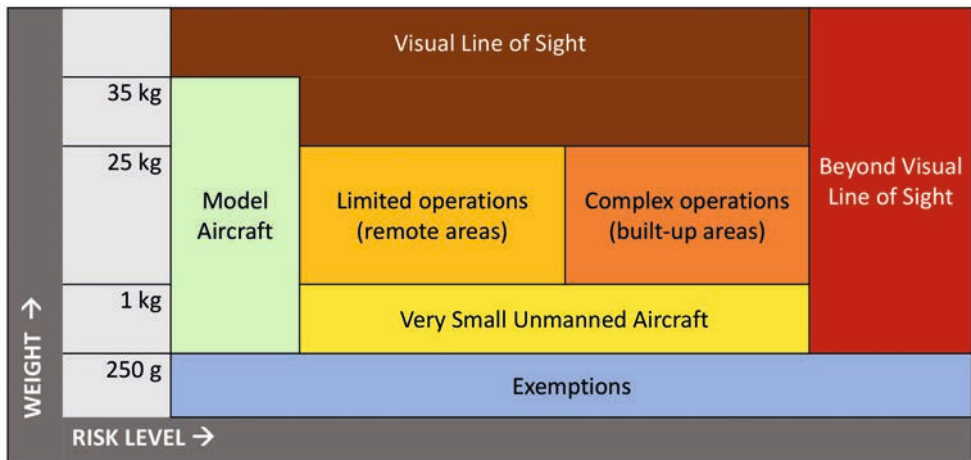 Visual Line of Sight
35 kg
25 kg
Beyond Visual
Line of Sight
Model
Aircraft
Limited operations
(remote areas)
Complex operations
(built-up areas)
1 kg
Very Small Unmanned Aircraft
250 g
Exemptions
WEIGHT →
RISK LEVEL →